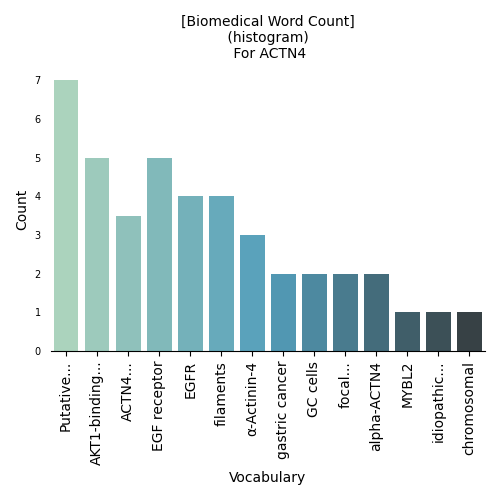 [Biomedical Word Count]
(histogram)
For ACTN4
Count
7
6
5
4
3
2
1
0
Putative...
AKT1-binding...
ACTN4...
EGF receptor
EGFR
filaments
α-Actinin-4
gastric cancer
GC cells
focal...
alpha-ACTN4
MYBL2
idiopathic...
chromosomal
Vocabulary